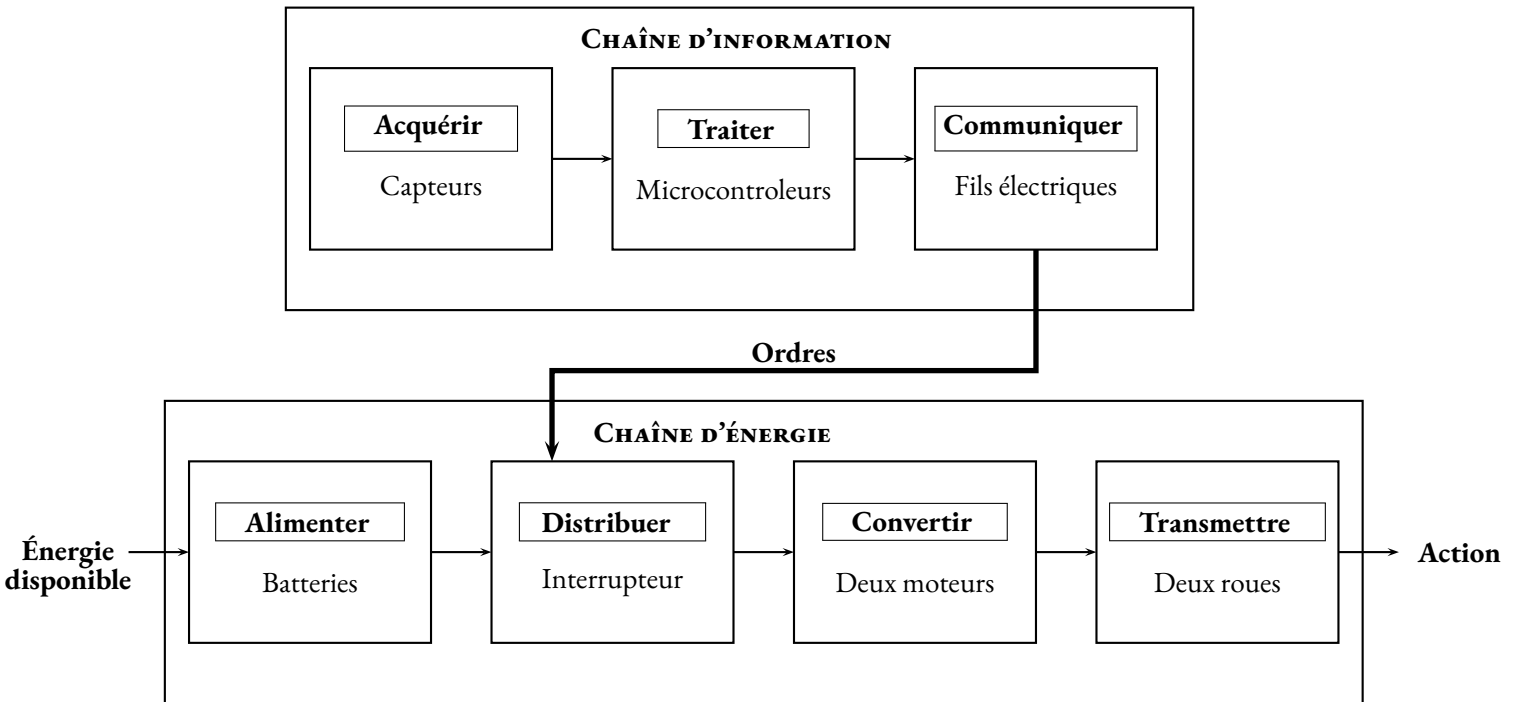 Chaîne d'information
Acquérir
Capteurs
Traiter
Microcontroleurs
Communiquer
Fils électriques
Ordres
Chaîne d'énergie
Énergie
disponible
Alimenter
Batteries
Distribuer
Interrupteur
Convertir
Deux moteurs
Transmettre
Deux roues
Action